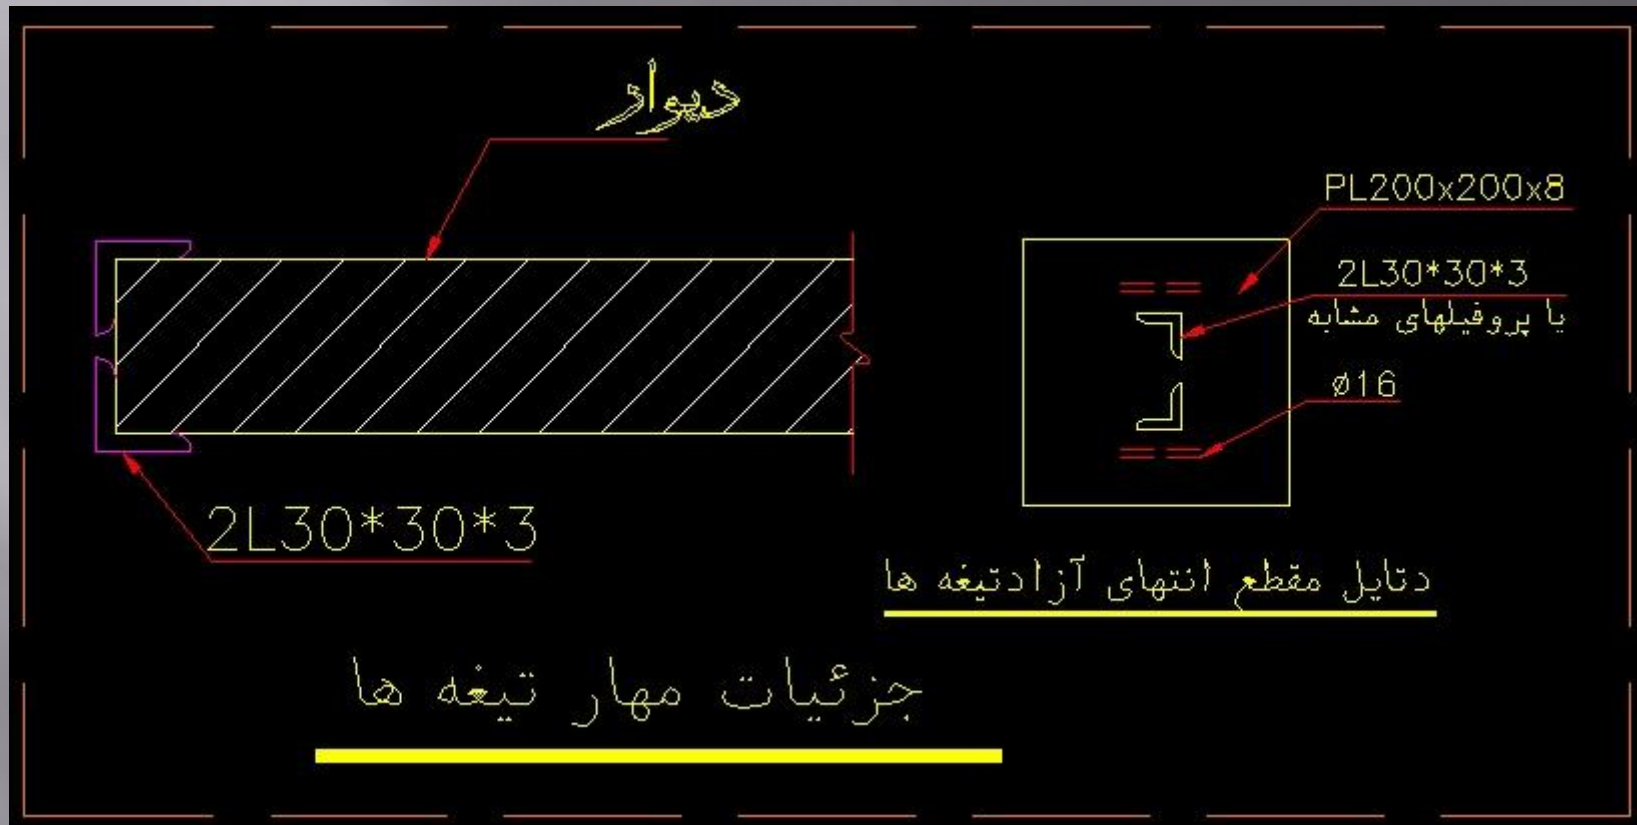 دیوار
PL200x200x8
2L30*30*3
یا پروفیلهای مشابه
ø16
2L30*30*3
دتایل مقطع انتهای آزادتیغه ها
جزئیات مهار تیغه ها